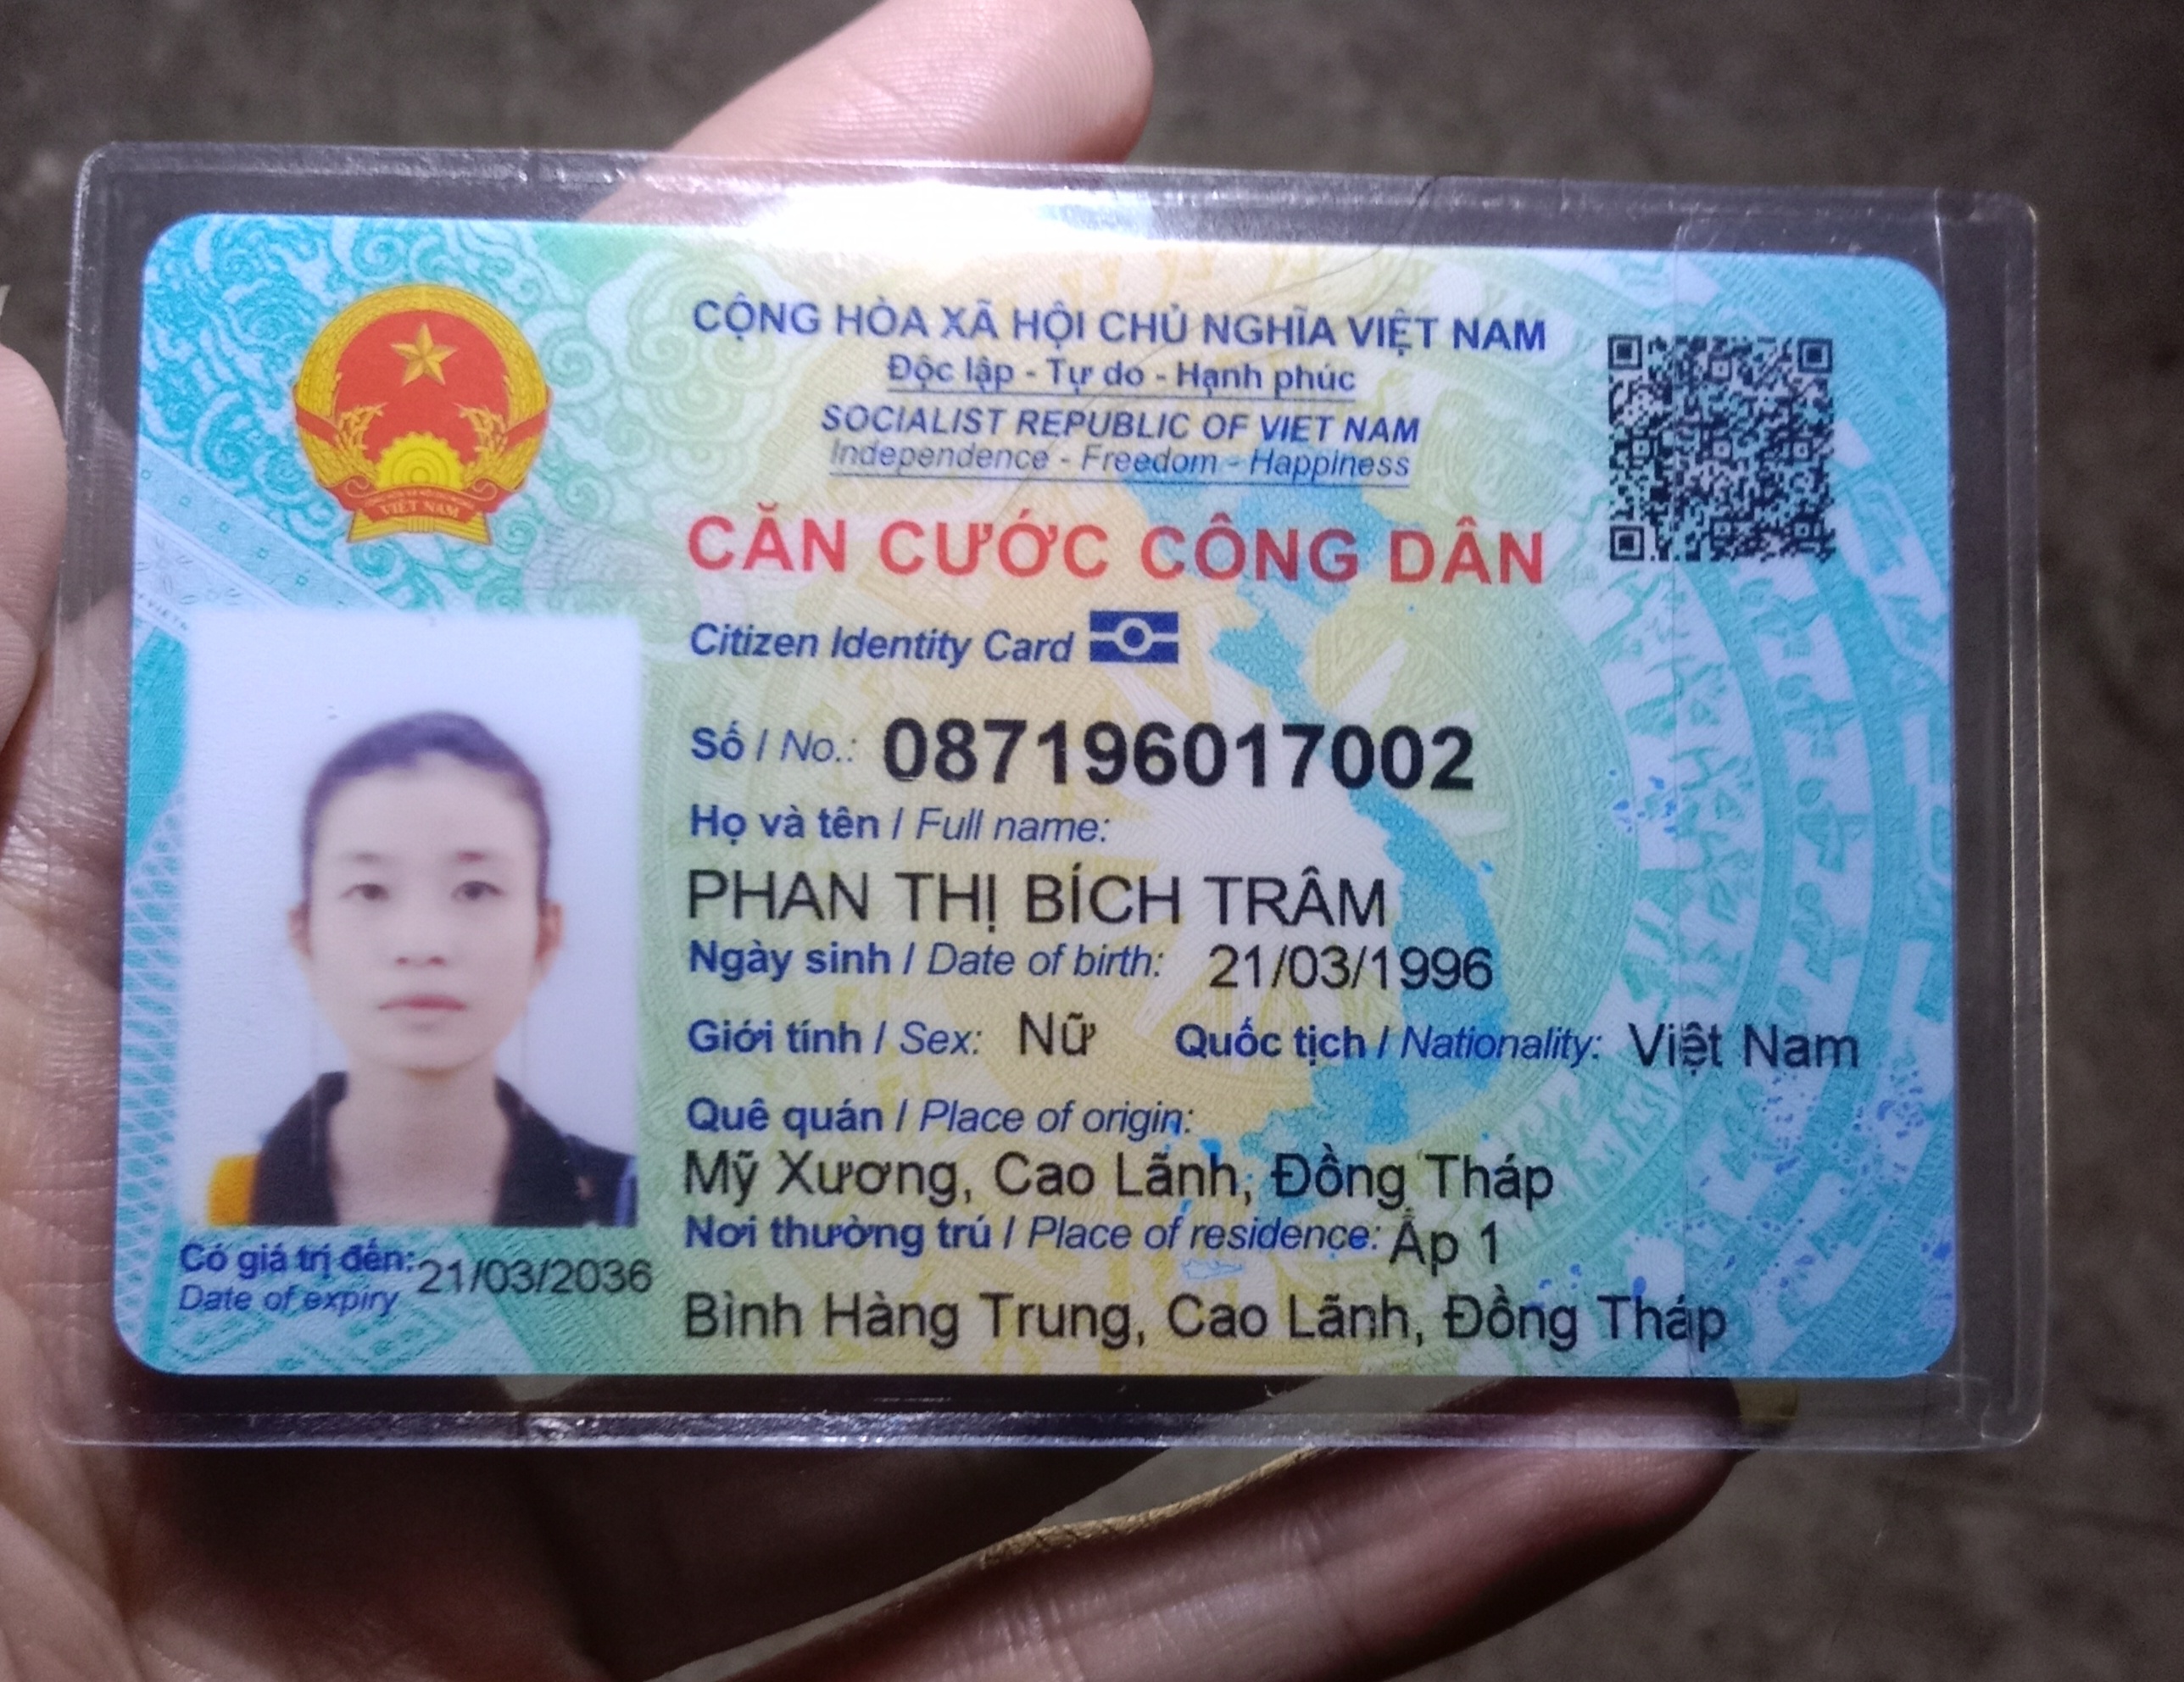 CỘNG HÒA XÃ HỘI CHỦ NGHĨA VIỆT NAM
Độc lập - Tự do - Hạnh phúc
SOCIALIST REPUBLIC OF VIET NAM
Independence - Freedom - Happiness
VIỆT NAM
CĂN CƯỚC CÔNG DÂN
Citizen Identity Card
Số / No.: 087196017002
Họ và tên / Full name:
PHAN THỊ BÍCH TRÂM
Ngày sinh / Date of birth: 21/03/1996
Giới tính / Sex: Nữ Quốc tịch / Nationality: Việt Nam
Quê quán / Place of origin:
Mỹ Xương, Cao Lãnh, Đồng Tháp
Nơi thường trú / Place of residence: Ấp 1
Bình Hàng Trung, Cao Lãnh, Đồng Tháp
Có giá trị đến: 21/03/2036
Date of expiry